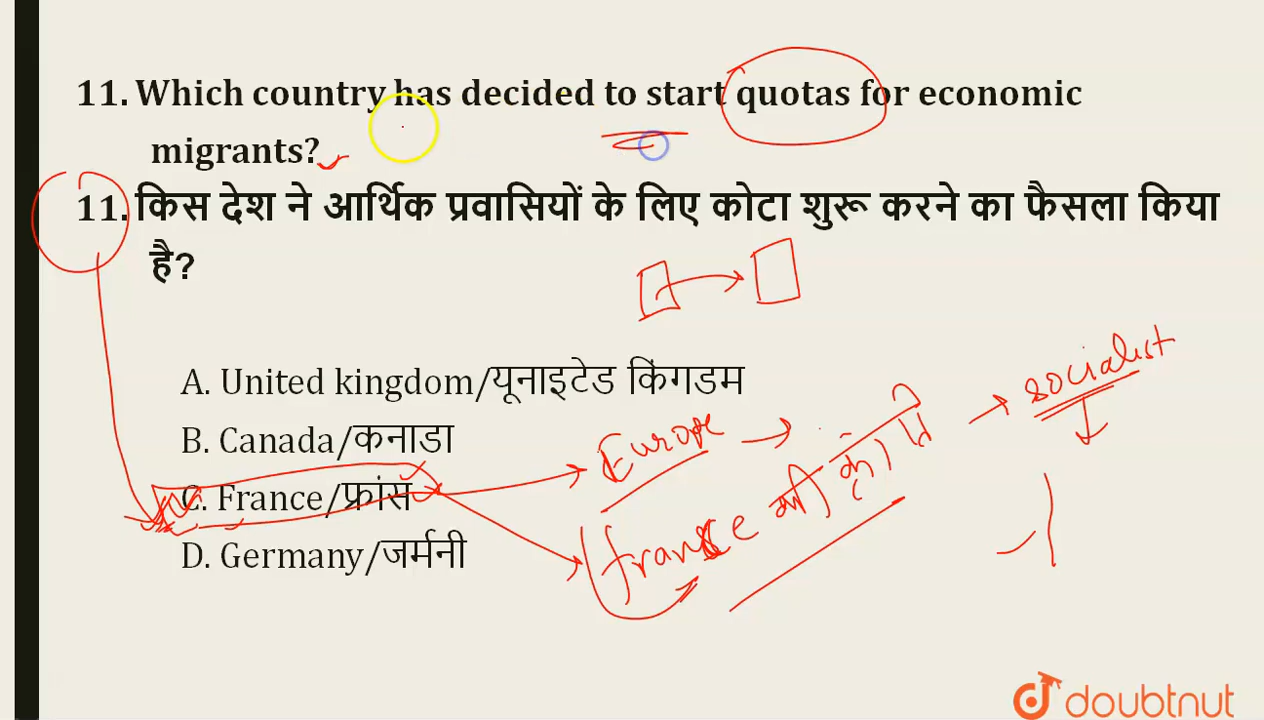 11. Which country has decided to start quotas for economic
migrants?
11. किस देश ने आर्थिक प्रवासियों के लिए कोटा शुरू करने का फैसला किया
है?
A. United kingdom/यूनाइटेड किंगडम
B. Canada/कनाडा
C. France/फ्रांस
D. Germany/जर्मनी
Europe
socialist
france की क्रांति
doubtnut